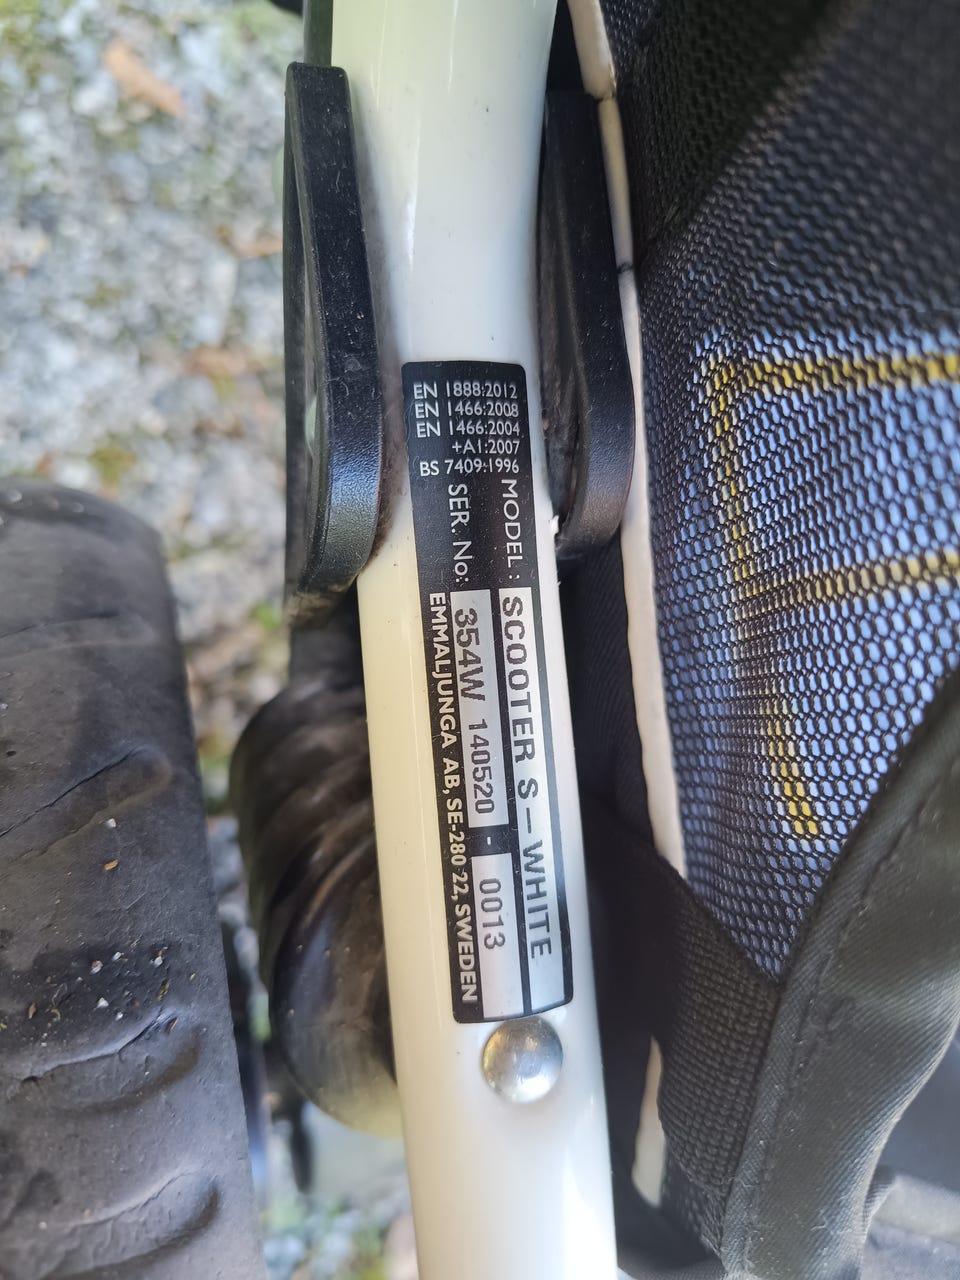 EN 1888:2012
EN 1466:2008
EN 1466:2004
+A1:2007
BS 7409:1996
MODEL : SCOOTER S-WHITE
SER. No: 354W 140520 - 0013
EMMALJUNGA AB, SE-280 22, SWEDEN